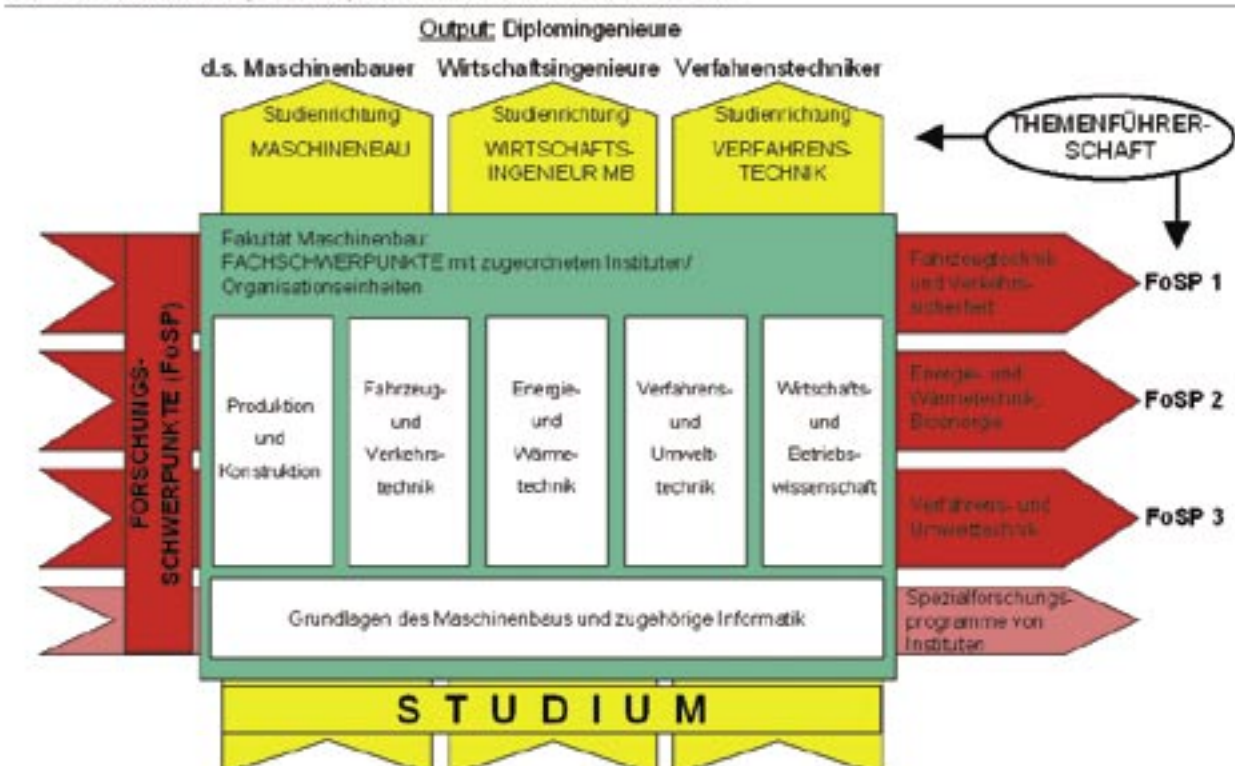 Output: Diplomingenieure
d.s. Maschinenbauer Wirtschaftsingenieure Verfahrenstechniker
Studienrichtung
MASCHINENBAU
Studienrichtung
WIRTSCHAFTS-
INGENIEUR MB
Studienrichtung
VERFAHRENS-
TECHNIK
THEMENFÜHRER-
SCHAFT
Fakultät Maschinenbau:
FACHSCHWERPUNKTE mit zugeordneten Instituten/
Organisationseinheiten
FORSCHUNGS-
SCHWERPUNKTE (FoSP)
Produktion
und
Konstruktion
Fahrzeug-
und
Verkehrs-
technik
Energie-
und
Wärme-
technik
Verfahrens-
und
Umwelt-
technik
Wirtschafts-
und
Betriebs-
wissenschaft
Fahrzeugtechnik
und Verkehrs-
sicherheit
FoSP 1
Energie- und
Wärmetechnik,
Bioenergie
FoSP 2
Verfahrens- und
Umwelttechnik
FoSP 3
Grundlagen des Maschinenbaus und zugehörige Informatik
Spezialforschungs-
programme von
Instituten
STUDIUM